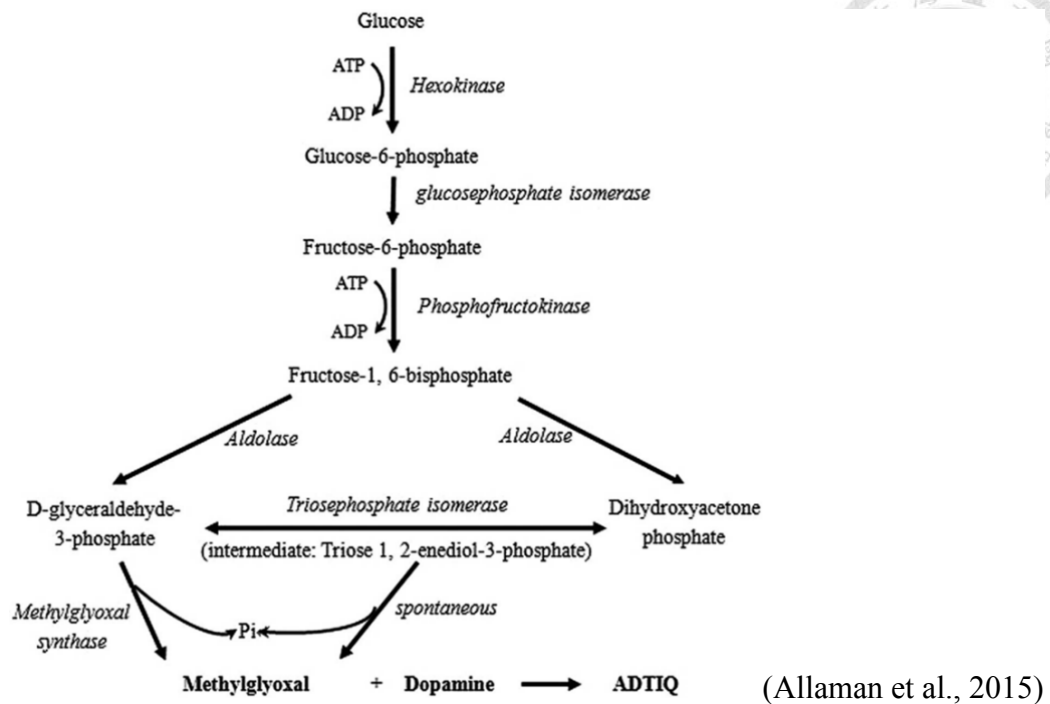 Glucose
ATP
Hexokinase
ADP
Glucose-6-phosphate
glucosephosphate isomerase
Fructose-6-phosphate
ATP
Phosphofructokinase
ADP
Fructose-1, 6-bisphosphate
Aldolase
Aldolase
D-glyceraldehyde-
3-phosphate
Triosephosphate isomerase
(intermediate: Triose 1, 2-enediol-3-phosphate)
Dihydroxyacetone
phosphate
Methylglyoxal
synthase
Pi
spontaneous
Methylglyoxal + Dopamine ADTIQ
(Allaman et al., 2015)